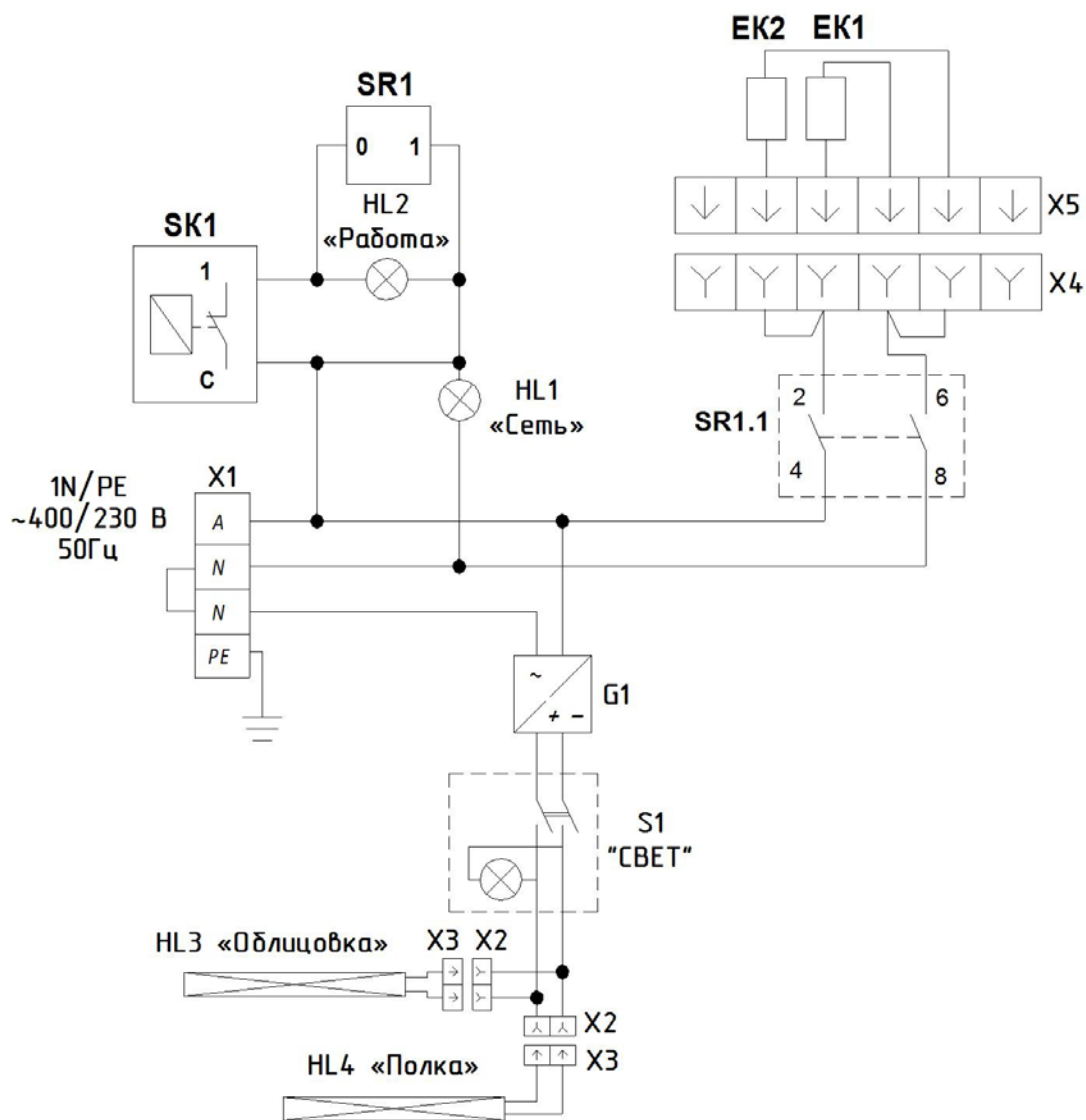 EK2 EK1
SR1
0 1
X5
HL2
«Работа»
SK1
1
X4
C
HL1
«Сеть»
2 6
SR1.1
4 8
X1
1N/PE
~400/230 В
50Гц
A
N
N
PE
~
+ −
G1
S1
"СВЕТ"
HL3 «Облицовка» X3 X2
X2
X3
HL4 «Полка»